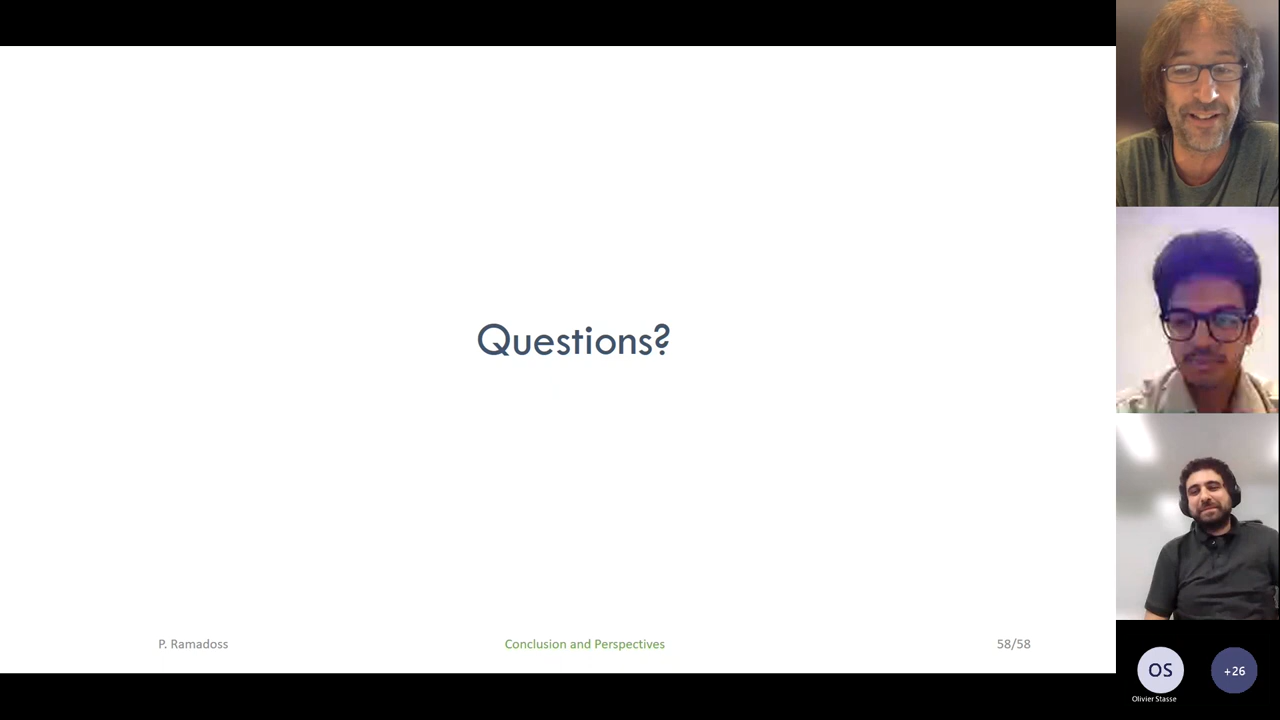 Questions?
P. Ramadoss
Conclusion and Perspectives
58/58
OS
+26
Olivier Stasse